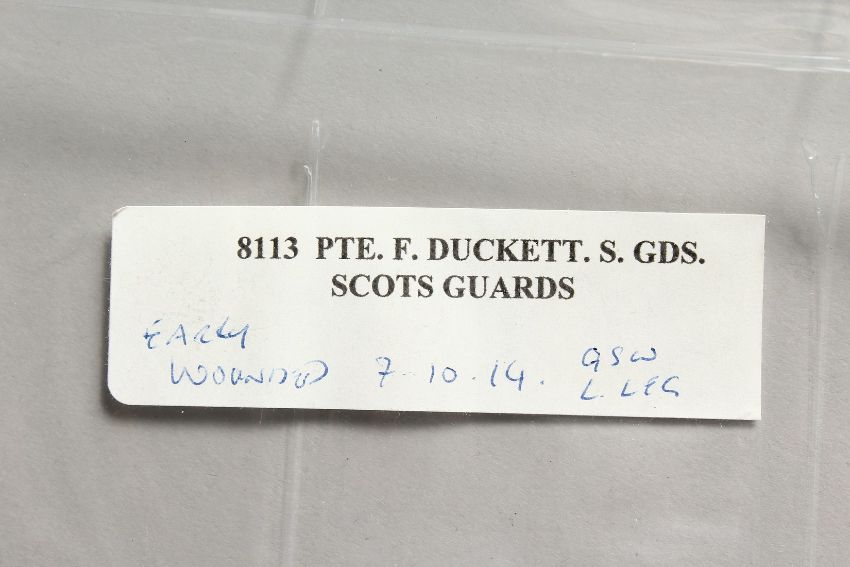 8113 PTE. F. DUCKETT. S. GDS.
SCOTS GUARDS
EARLY
WOUNDED 7-10-14. GSW
L. LEG